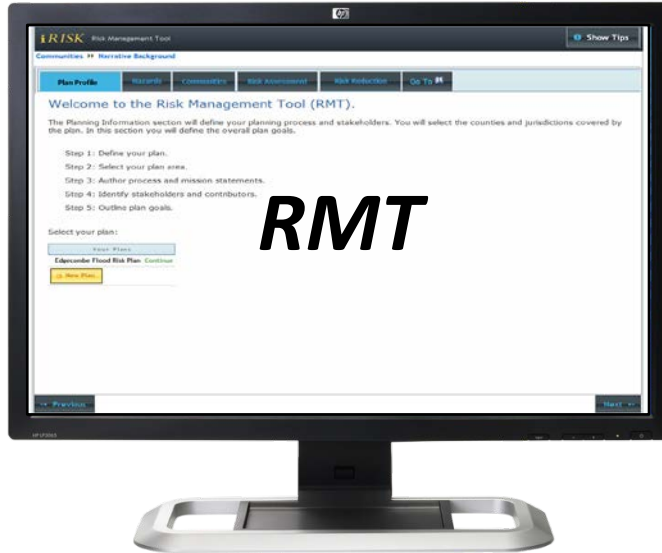 hp
iRISK Risk Management Tool
Show Tips
Communities Narrative Background
Plan Profile Hazards Communities Risk Assessment Risk Reduction Go To
Welcome to the Risk Management Tool (RMT).
The Planning Information section will define your planning process and stakeholders. You will select the counties and jurisdictions covered by
the plan. In this section you will define the overall plan goals.
Step 1: Define your plan.
Step 2: Select your plan area.
Step 3: Author process and mission statements.
Step 4: Identify stakeholders and contributors.
Step 5: Outline plan goals.
RMT
Select your plan:
Your Plans
Edgecombe Flood Risk Plan Continue
New Plan
Previous
Next
HP LP3065